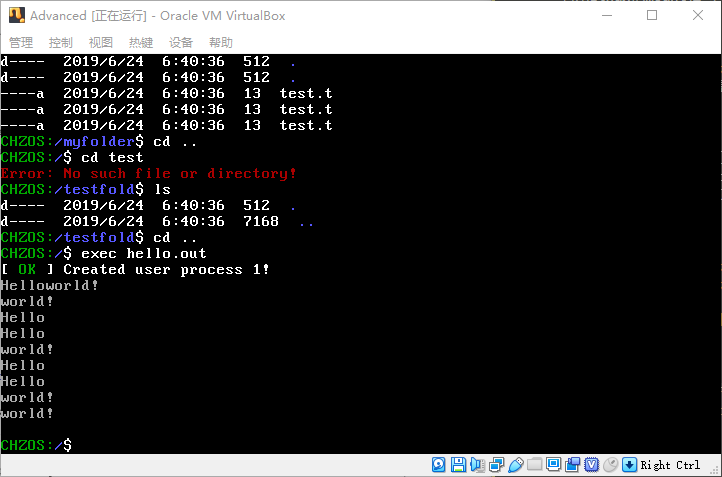 Advanced [正在运行] - Oracle VM VirtualBox
管理 控制 视图 热键 设备 帮助
d---- 2019/6/24 6:40:36 512 .
d---- 2019/6/24 6:40:36 512 .
----a 2019/6/24 6:40:36 13 test.t
----a 2019/6/24 6:40:36 13 test.t
----a 2019/6/24 6:40:36 13 test.t
CHZOS:/myfolder$ cd ..
CHZOS:/$ cd test
Error: No such file or directory!
CHZOS:/testfold$ ls
d---- 2019/6/24 6:40:36 512 .
d---- 2019/6/24 6:40:36 7168 ..
CHZOS:/testfold$ cd ..
CHZOS:/$ exec hello.out
[ OK ] Created user process 1!
Helloworld!
world!
Hello
Hello
world!
Hello
Hello
world!
world!
CHZOS:/$
Right Ctrl